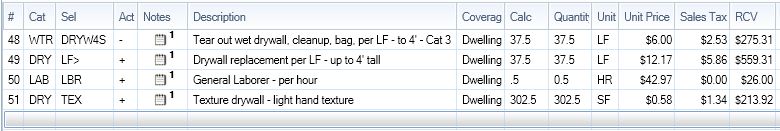 # Cat Sel Act Notes Description Coverag Calc Quantity Unit Unit Price Sales Tax RCV
48 WTR DRYW4S - 1 Tear out wet drywall, cleanup, bag, per LF - to 4' - Cat 3 Dwelling 37.5 37.5 LF $6.00 $2.53 $275.31
49 DRY LF> + 1 Drywall replacement per LF - up to 4' tall Dwelling 37.5 37.5 LF $12.17 $5.86 $559.31
50 LAB LBR + 1 General Laborer - per hour Dwelling .5 0.5 HR $42.97 $0.00 $26.00
51 DRY TEX + 1 Texture drywall - light hand texture Dwelling 302.5 302.5 SF $0.58 $1.34 $213.92